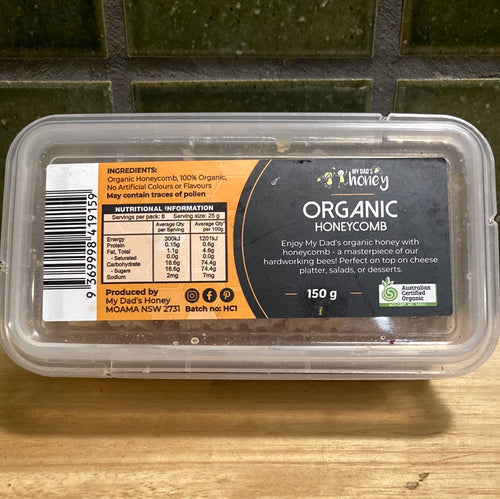 INGREDIENTS:
Organic Honeycomb, 100% Organic,
No Artificial Colours or Flavours
May contain traces of pollen
NUTRITIONAL INFORMATION
Servings per pack: 6 Serving size: 25 g
Average Qty per Serving Average Qty per 100g
Energy 300kJ 1201kJ
Protein 0.15g 0.6g
Fat, Total 1.1g 4.6g
- Saturated 0.0g 0.0g
Carbohydrate 18.6g 74.4g
- Sugars 18.6g 74.4g
Sodium 2mg 7mg
Produced by
My Dad's Honey
MOAMA NSW 2731 Batch no: HC1
9 369998 419159
MY DAD'S
honey
ORGANIC
HONEYCOMB
Enjoy My Dad's organic honey with
honeycomb - a masterpiece of our
hardworking bees! Perfect on top on cheese
platter, salads, or desserts.
150 g
Australian
Certified
Organic